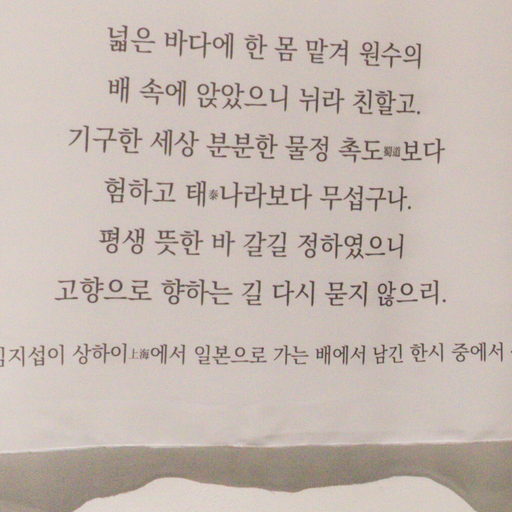 넓은 바다에 한 몸 맡겨 원수의
배 속에 앉았으니 뉘라 친할고.
기구한 세상 분분한 물정 촉도蜀道보다
험하고 태泰나라보다 무섭구나.
평생 뜻한 바 갈길 정하였으니
고향으로 향하는 길 다시 묻지 않으리.
김지섭이 상하이上海에서 일본으로 가는 배에서 남긴 한시 중에서